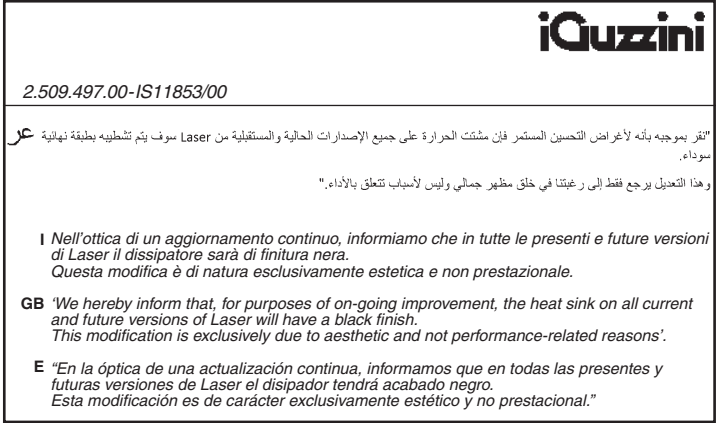 iGuzzini
2.509.497.00-IS11853/00
عر "نقر بموجبه بأنه لأغراض التحسين المستمر فإن مشتت الحرارة على جميع الإصدارات الحالية والمستقبلية من Laser سوف يتم تشطيبه بطبقة نهائية
سوداء.
وهذا التعديل يرجع فقط إلى رغبتنا في خلق مظهر جمالي وليس لأسباب تتعلق بالأداء."
I Nell'ottica di un aggiornamento continuo, informiamo che in tutte le presenti e future versioni
di Laser il dissipatore sarà di finitura nera.
Questa modifica è di natura esclusivamente estetica e non prestazionale.
GB 'We hereby inform that, for purposes of on-going improvement, the heat sink on all current
and future versions of Laser will have a black finish.
This modification is exclusively due to aesthetic and not performance-related reasons'.
E "En la óptica de una actualización continua, informamos que en todas las presentes y
futuras versiones de Laser el disipador tendrá acabado negro.
Esta modificación es de carácter exclusivamente estético y no prestacional."